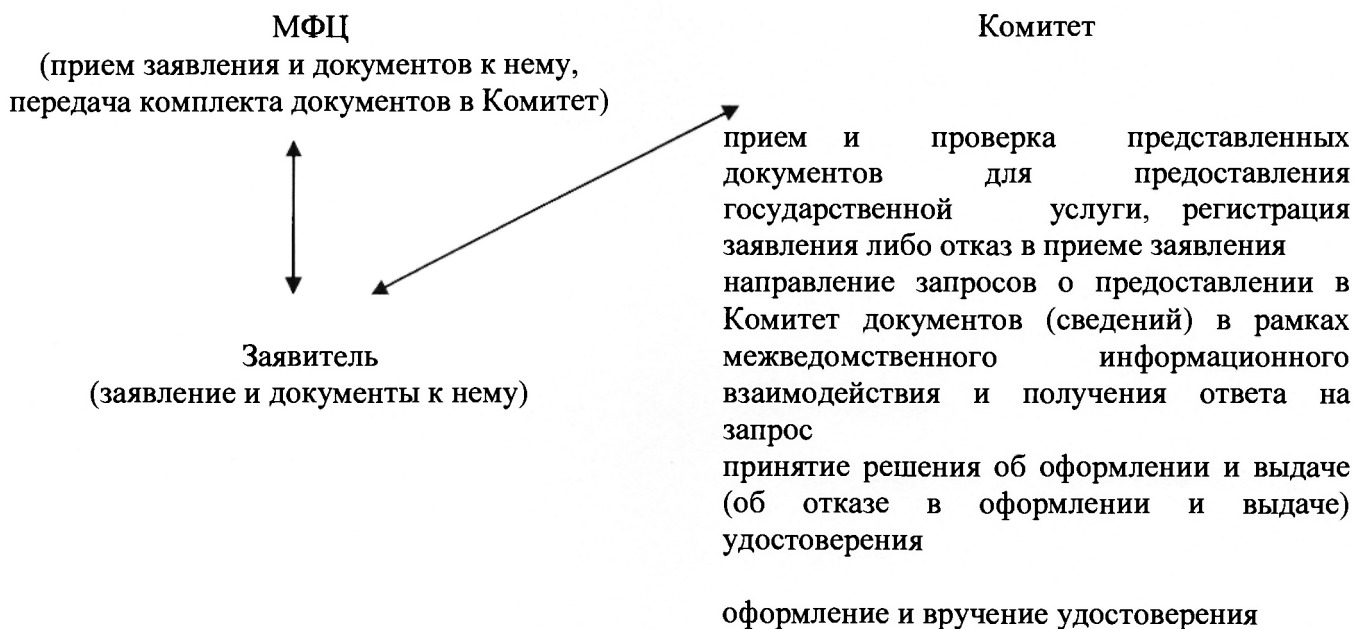 МФЦ
(прием заявления и документов к нему,
передача комплекта документов в Комитет)
Заявитель
(заявление и документы к нему)
Комитет
прием и проверка представленных
документов для предоставления
государственной услуги, регистрация
заявления либо отказ в приеме заявления
направление запросов о предоставлении в
Комитет документов (сведений) в рамках
межведомственного информационного
взаимодействия и получения ответа на
запрос
принятие решения об оформлении и выдаче
(об отказе в оформлении и выдаче)
удостоверения
оформление и вручение удостоверения